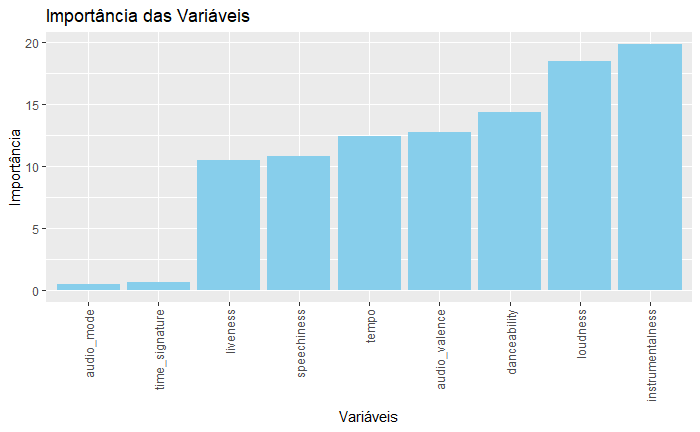 Importância das Variáveis
Importância
20
15
10
5
0
audio_mode
time_signature
liveness
speechiness
tempo
audio_valence
danceability
loudness
instrumentalness
Variáveis